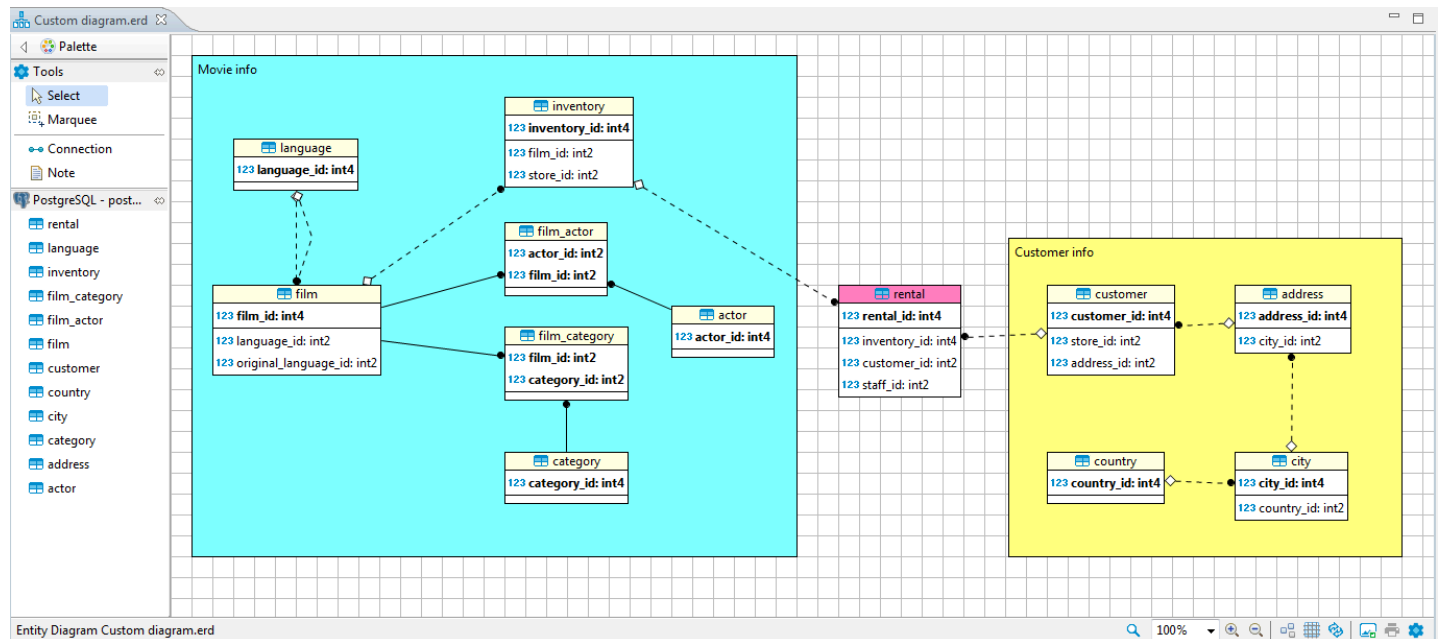 Custom diagram.erd
Palette
Tools
Select
Marquee
Connection
Note
PostgreSQL - post...
rental
language
inventory
film_category
film_actor
film
customer
country
city
category
address
actor
Movie info
language
123 language_id: int4
inventory
123 inventory_id: int4
123 film_id: int2
123 store_id: int2
film_actor
123 actor_id: int2
123 film_id: int2
film
123 film_id: int4
123 language_id: int2
123 original_language_id: int2
actor
123 actor_id: int4
film_category
123 film_id: int2
123 category_id: int2
category
123 category_id: int4
rental
123 rental_id: int4
123 inventory_id: int4
123 customer_id: int2
123 staff_id: int2
Customer info
customer
123 customer_id: int4
123 store_id: int2
123 address_id: int2
address
123 address_id: int4
123 city_id: int2
country
123 country_id: int4
city
123 city_id: int4
123 country_id: int2
Entity Diagram Custom diagram.erd
100%